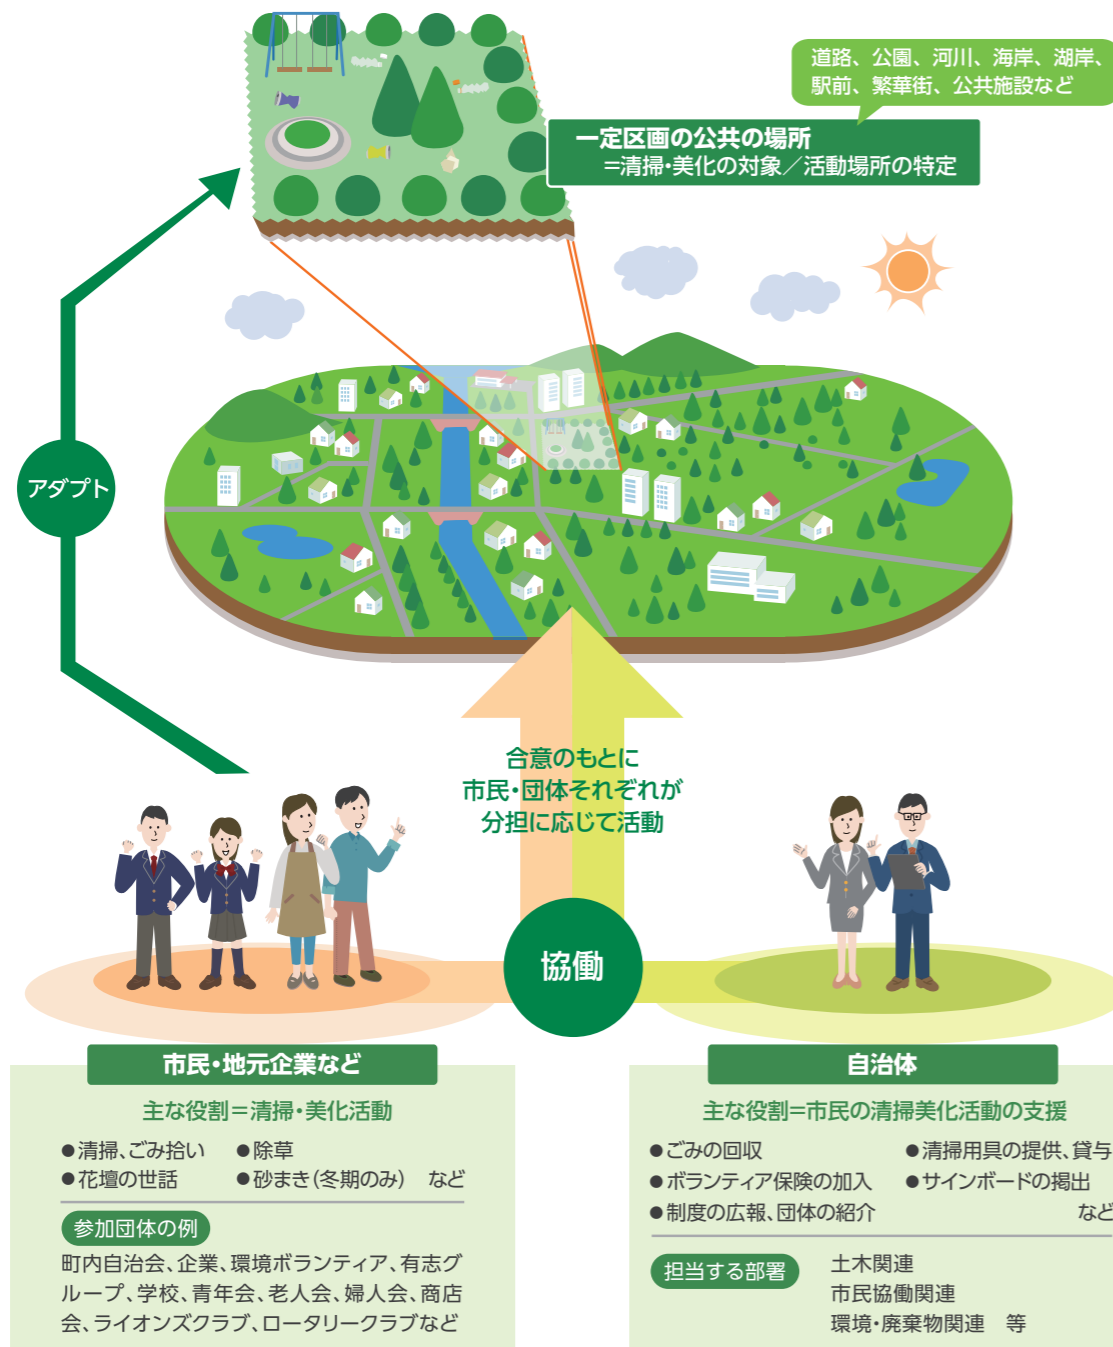 道路、公園、河川、海岸、湖岸、
駅前、繁華街、公共施設など
一定区画の公共の場所
＝清掃・美化の対象／活動場所の特定
アダプト
合意のもとに
市民・団体それぞれが
分担に応じて活動
協働
市民・地元企業など
主な役割＝清掃・美化活動
●清掃、ごみ拾い ●除草
●花壇の世話 ●砂まき（冬期のみ） など
参加団体の例
町内自治会、企業、環境ボランティア、有志グ
ループ、学校、青年会、老人会、婦人会、商店
会、ライオンズクラブ、ロータリークラブなど
自治体
主な役割＝市民の清掃美化活動の支援
●ごみの回収 ●清掃用具の提供、貸与
●ボランティア保険の加入 ●サインボードの掲出
●制度の広報、団体の紹介 など
担当する部署
土木関連
市民協働関連
環境・廃棄物関連 等